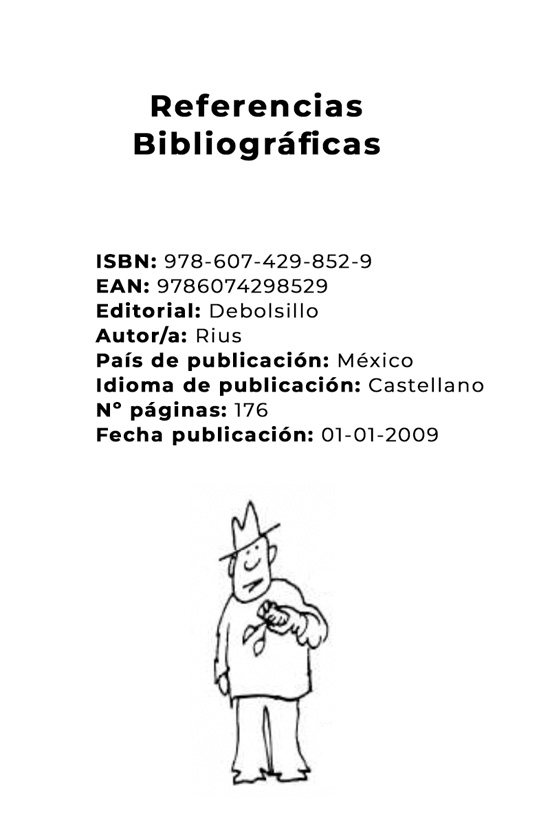 Referencias
Bibliográficas
ISBN: 978-607-429-852-9
EAN: 9786074298529
Editorial: Debolsillo
Autor/a: Rius
País de publicación: México
Idioma de publicación: Castellano
Nº páginas: 176
Fecha publicación: 01-01-2009